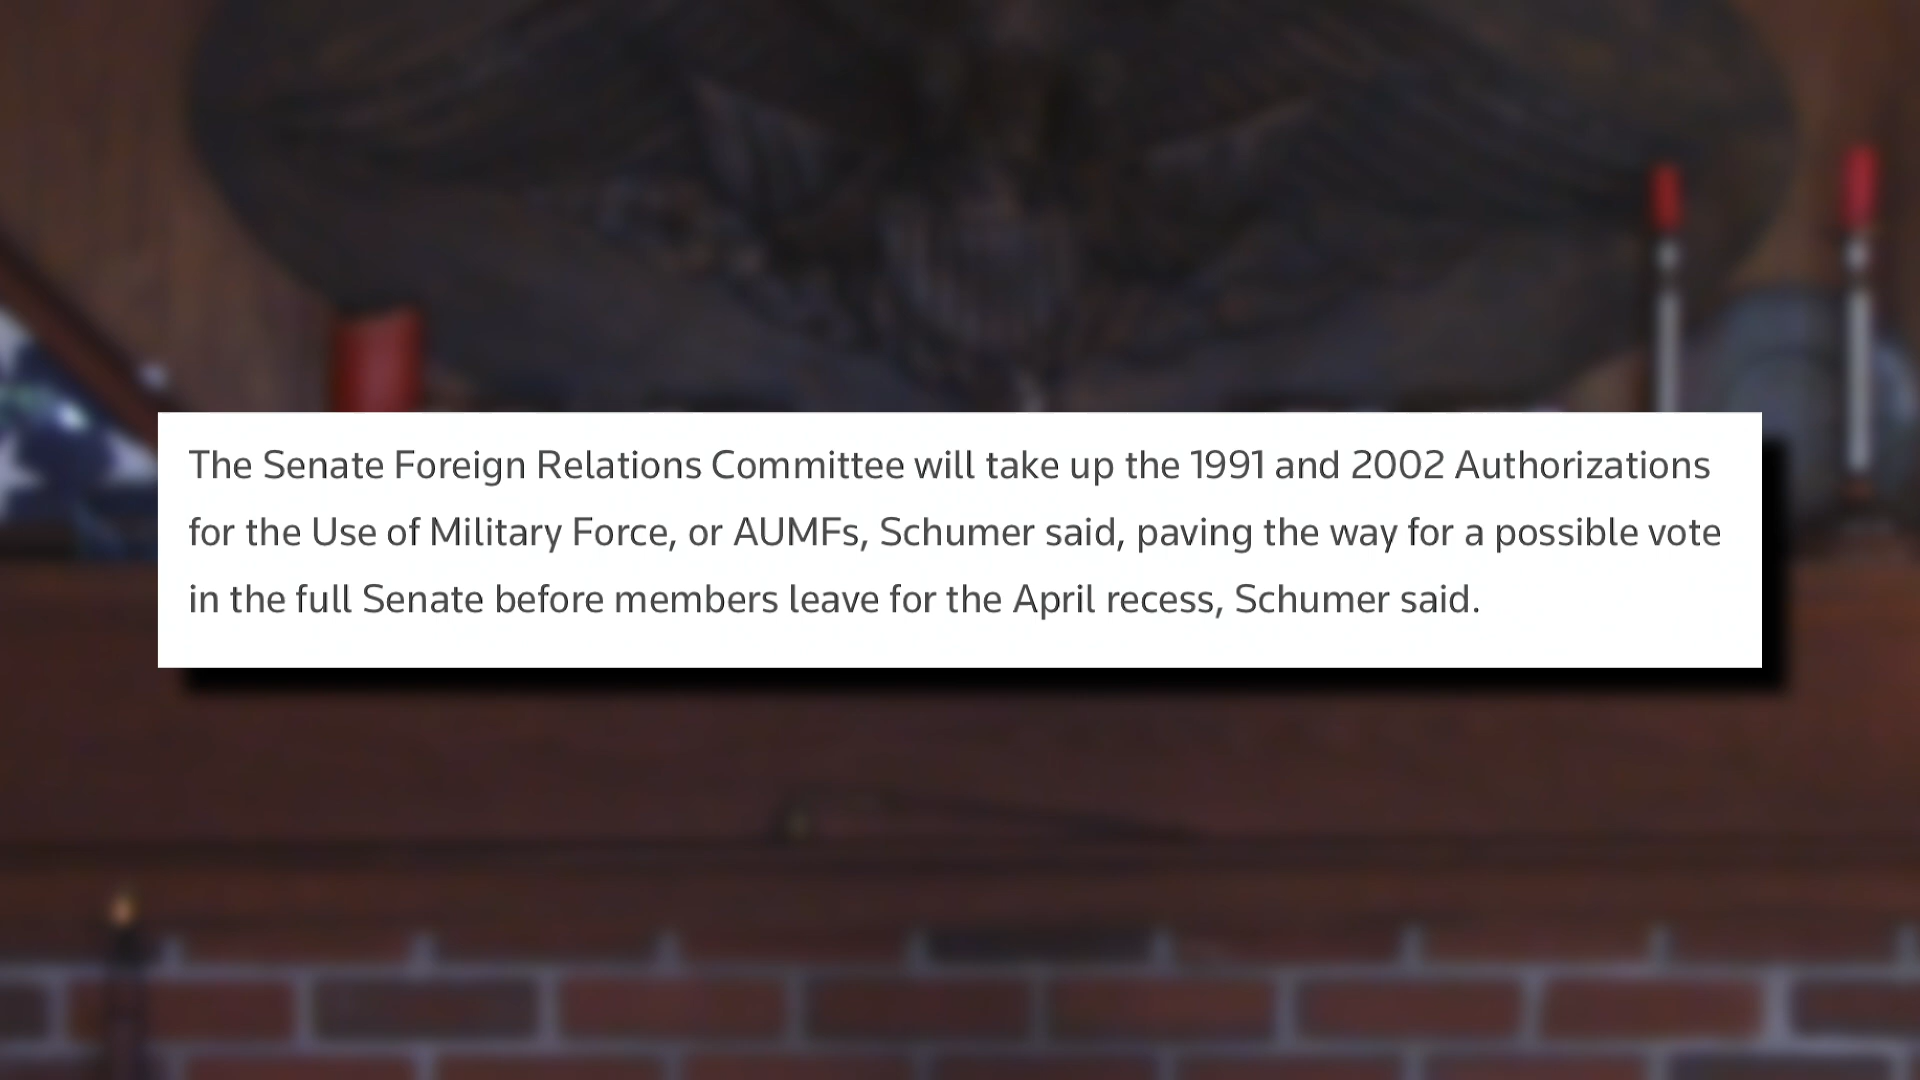 The Senate Foreign Relations Committee will take up the 1991 and 2002 Authorizations
for the Use of Military Force, or AUMFs, Schumer said, paving the way for a possible vote
in the full Senate before members leave for the April recess, Schumer said.